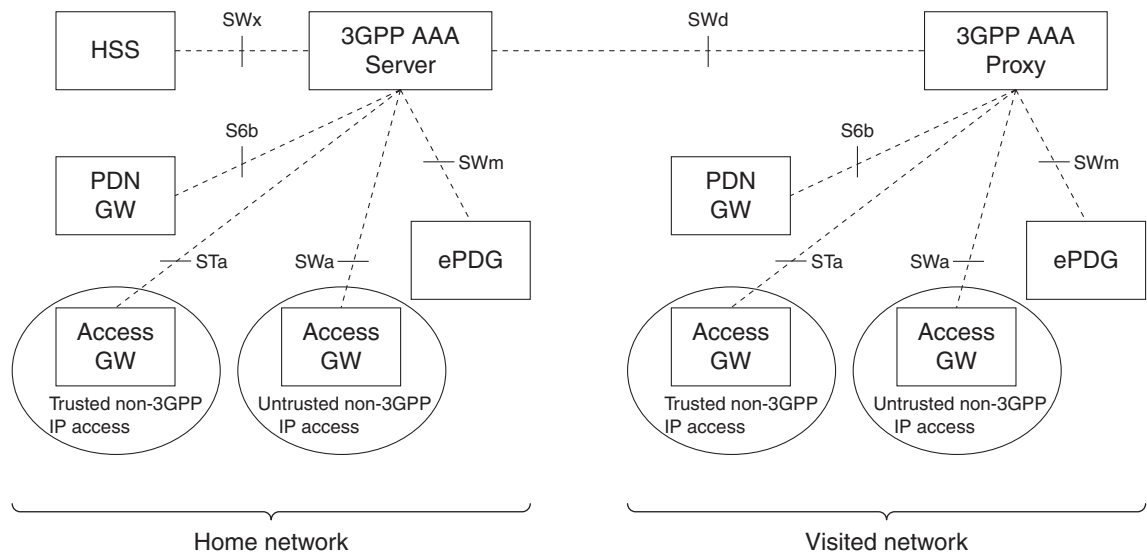 SWx
SWd
HSS
3GPP AAA
Server
3GPP AAA
Proxy
S6b
SWm
PDN
GW
ePDG
STa
SWa
Access
GW
Trusted non-3GPP
IP access
Access
GW
Untrusted non-3GPP
IP access
S6b
SWm
PDN
GW
ePDG
STa
SWa
Access
GW
Trusted non-3GPP
IP access
Access
GW
Untrusted non-3GPP
IP access
Home network
Visited network